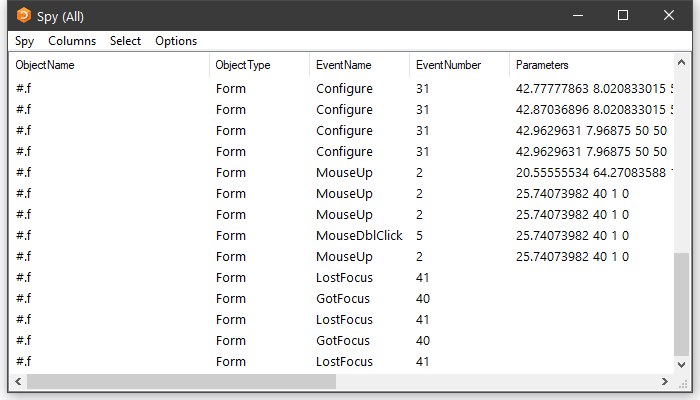 Spy (All)
Spy Columns Select Options
ObjectName ObjectType EventName EventNumber Parameters
#.f Form Configure 31 42.77777863 8.020833015
#.f Form Configure 31 42.87036896 8.020833015
#.f Form Configure 31 42.9629631 7.96875 50 50
#.f Form Configure 31 42.9629631 7.96875 50 50
#.f Form MouseUp 2 20.55555534 64.27083588
#.f Form MouseUp 2 25.74073982 40 1 0
#.f Form MouseUp 2 25.74073982 40 1 0
#.f Form MouseDblClick 5 25.74073982 40 1 0
#.f Form MouseUp 2 25.74073982 40 1 0
#.f Form LostFocus 41
#.f Form GotFocus 40
#.f Form LostFocus 41
#.f Form GotFocus 40
#.f Form LostFocus 41